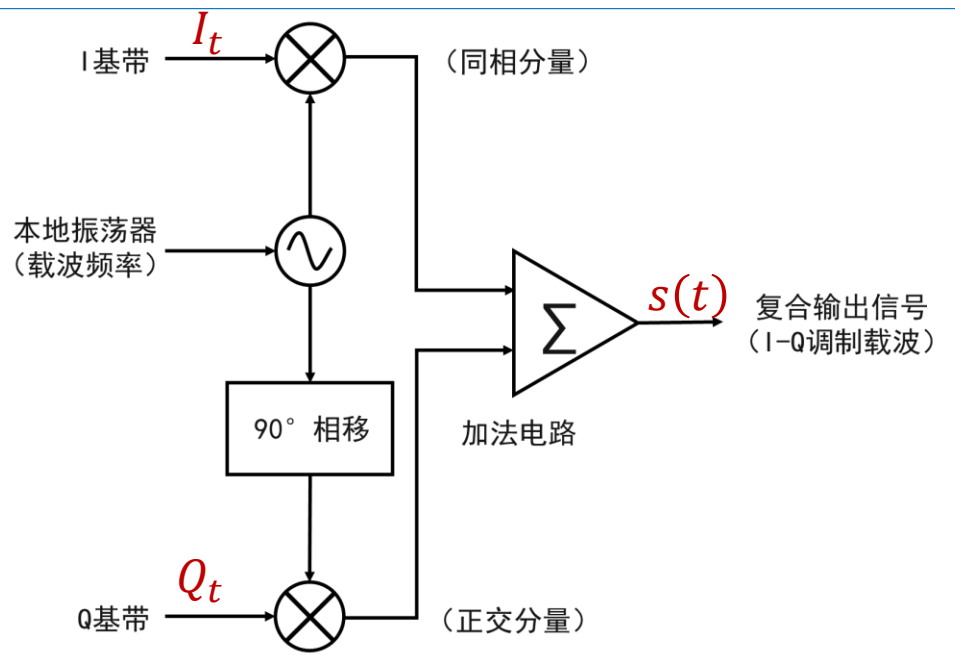 I基带
I_t
(同相分量)
本地振荡器
(载波频率)
90°相移
Σ
加法电路
s(t)
复合输出信号
(I-Q调制载波)
Q基带
Q_t
(正交分量)